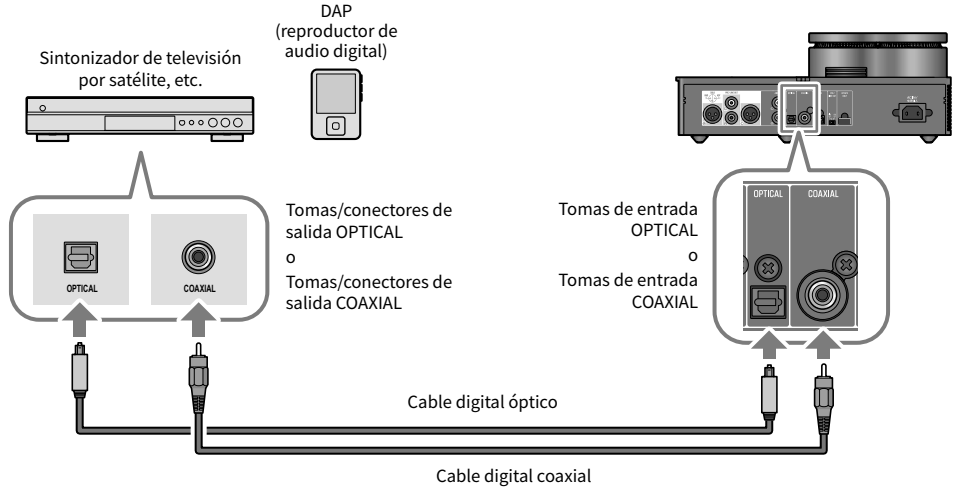 DAP
(reproductor de
audio digital)
Sintonizador de televisión
por satélite, etc.
OPTICAL
COAXIAL
Tomas/conectores de
salida OPTICAL
o
Tomas/conectores de
salida COAXIAL
Tomas de entrada
OPTICAL
o
Tomas de entrada
COAXIAL
OPTICAL
COAXIAL
Cable digital óptico
Cable digital coaxial